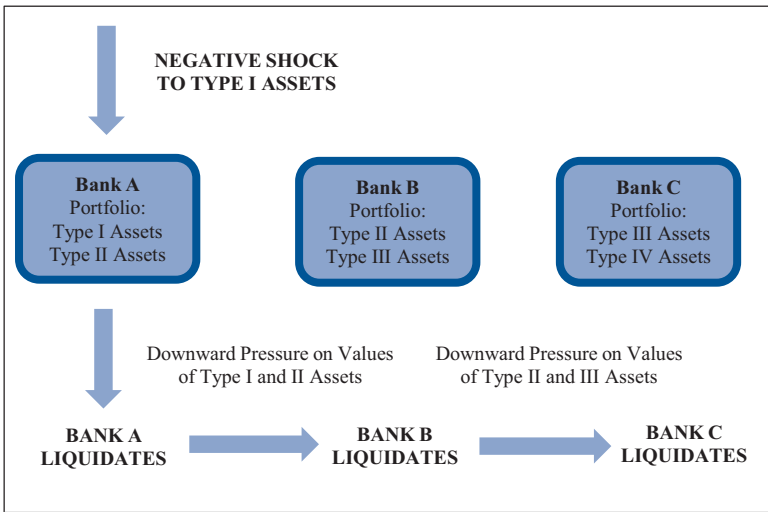 NEGATIVE SHOCK
TO TYPE I ASSETS
Bank A
Portfolio:
Type I Assets
Type II Assets
Bank B
Portfolio:
Type II Assets
Type III Assets
Bank C
Portfolio:
Type III Assets
Type IV Assets
Downward Pressure on Values
of Type I and II Assets
Downward Pressure on Values
of Type II and III Assets
BANK A
LIQUIDATES
BANK B
LIQUIDATES
BANK C
LIQUIDATES